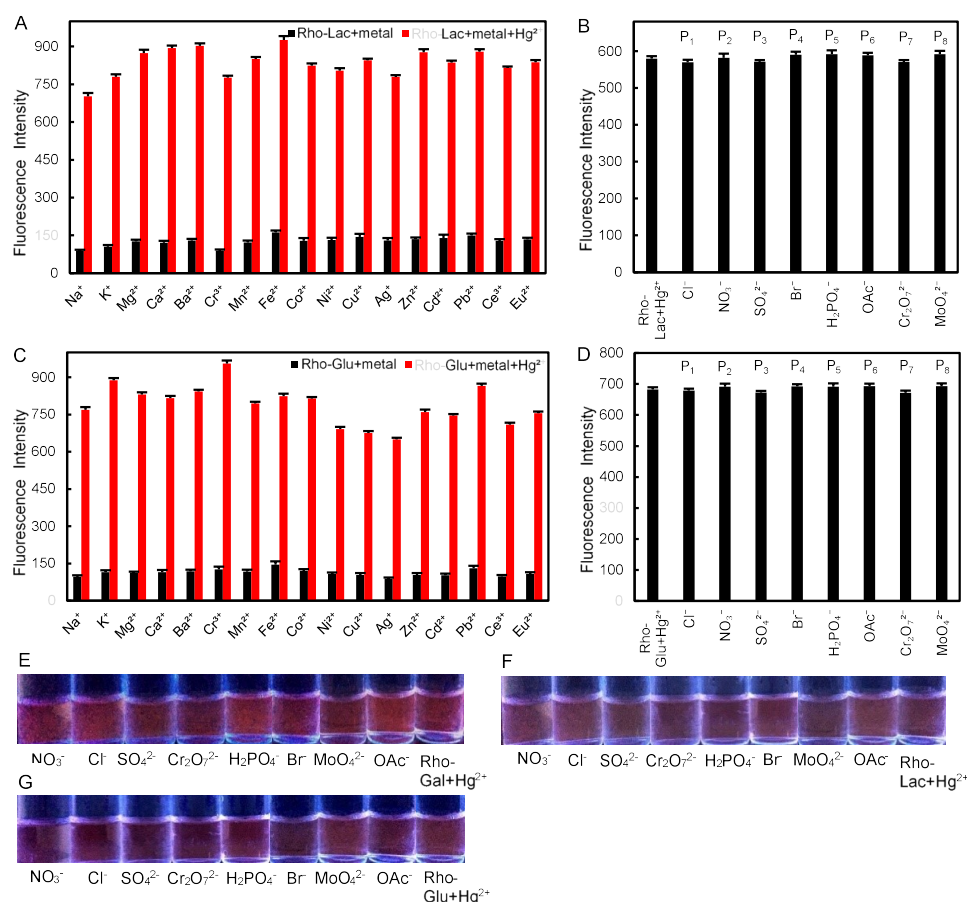 A
Rho-Lac+metal Rho-Lac+metal+Hg²⁺
Fluorescence Intensity
900
750
600
450
300
150
0
Na⁺ K⁺ Mg²⁺ Ca²⁺ Ba²⁺ Cr³⁺ Mn²⁺ Fe²⁺ Co²⁺ Ni²⁺ Cu²⁺ Ag⁺ Zn²⁺ Cd²⁺ Pb²⁺ Ce³⁺ Eu²⁺
B
P₁ P₂ P₃ P₄ P₅ P₆ P₇ P₈
Fluorescence Intensity
600
500
400
300
200
100
0
Rho-
Lac+Hg²⁺ Cl⁻ NO₃⁻ SO₄²⁻ Br⁻ H₂PO₄⁻ OAc⁻ Cr₂O₇²⁻ MoO₄²⁻
C
Rho-Glu+metal Rho-Glu+metal+Hg²⁺
Fluorescence Intensity
900
750
600
450
300
150
0
Na⁺ K⁺ Mg²⁺ Ca²⁺ Ba²⁺ Cr³⁺ Mn²⁺ Fe²⁺ Co²⁺ Ni²⁺ Cu²⁺ Ag⁺ Zn²⁺ Cd²⁺ Pb²⁺ Ce³⁺ Eu²⁺
D
P₁ P₂ P₃ P₄ P₅ P₆ P₇ P₈
Fluorescence Intensity
800
700
600
500
400
300
200
100
0
Rho-
Glu+Hg²⁺ Cl⁻ NO₃⁻ SO₄²⁻ Br⁻ H₂PO₄⁻ OAc⁻ Cr₂O₇²⁻ MoO₄²⁻
E
NO₃⁻ Cl⁻ SO₄²⁻ Cr₂O₇²⁻ H₂PO₄⁻ Br⁻ MoO₄²⁻ OAc⁻ Rho-
Gal+Hg²⁺
F
NO₃⁻ Cl⁻ SO₄²⁻ Cr₂O₇²⁻ H₂PO₄⁻ Br⁻ MoO₄²⁻ OAc⁻ Rho-
Lac+Hg²⁺
G
NO₃⁻ Cl⁻ SO₄²⁻ Cr₂O₇²⁻ H₂PO₄⁻ Br⁻ MoO₄²⁻ OAc⁻ Rho-
Glu+Hg²⁺